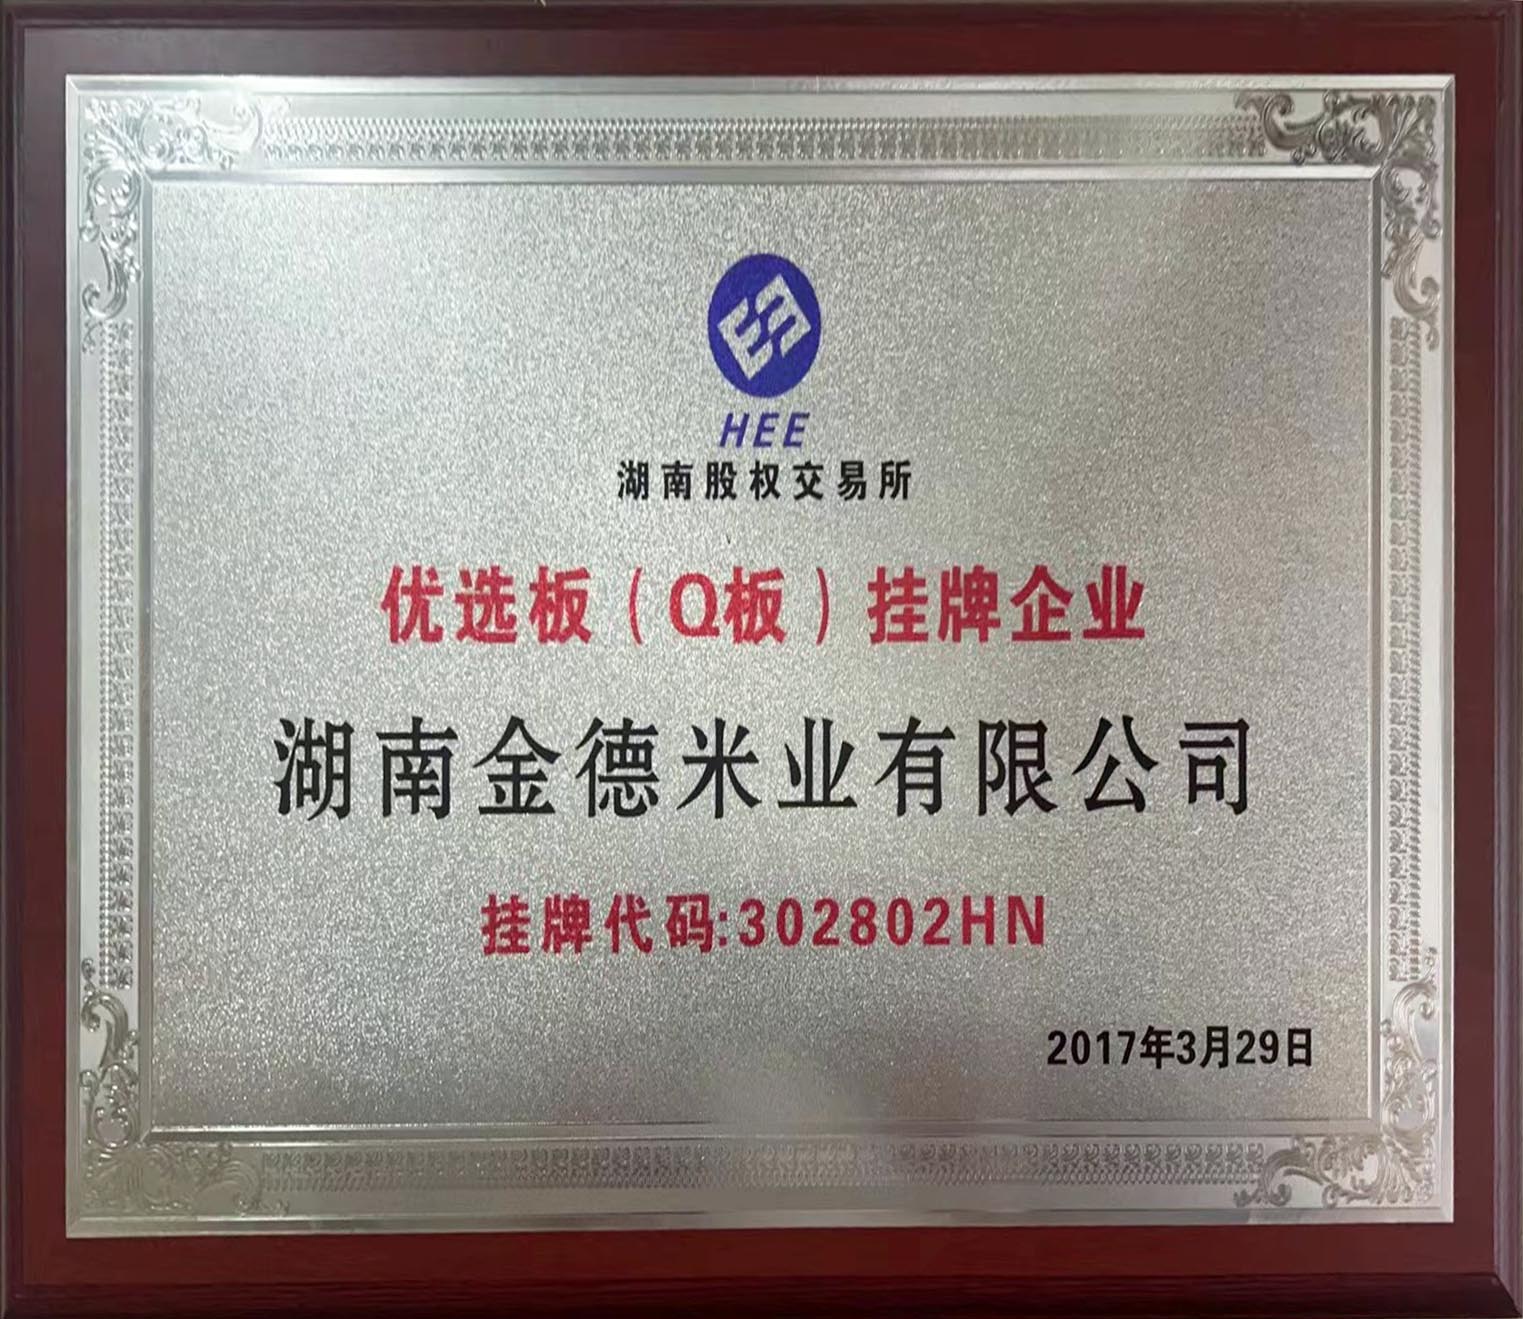 HEE
湖南股权交易所
优选板（Q板）挂牌企业
湖南金德米业有限公司
挂牌代码:302802HN
2017年3月29日